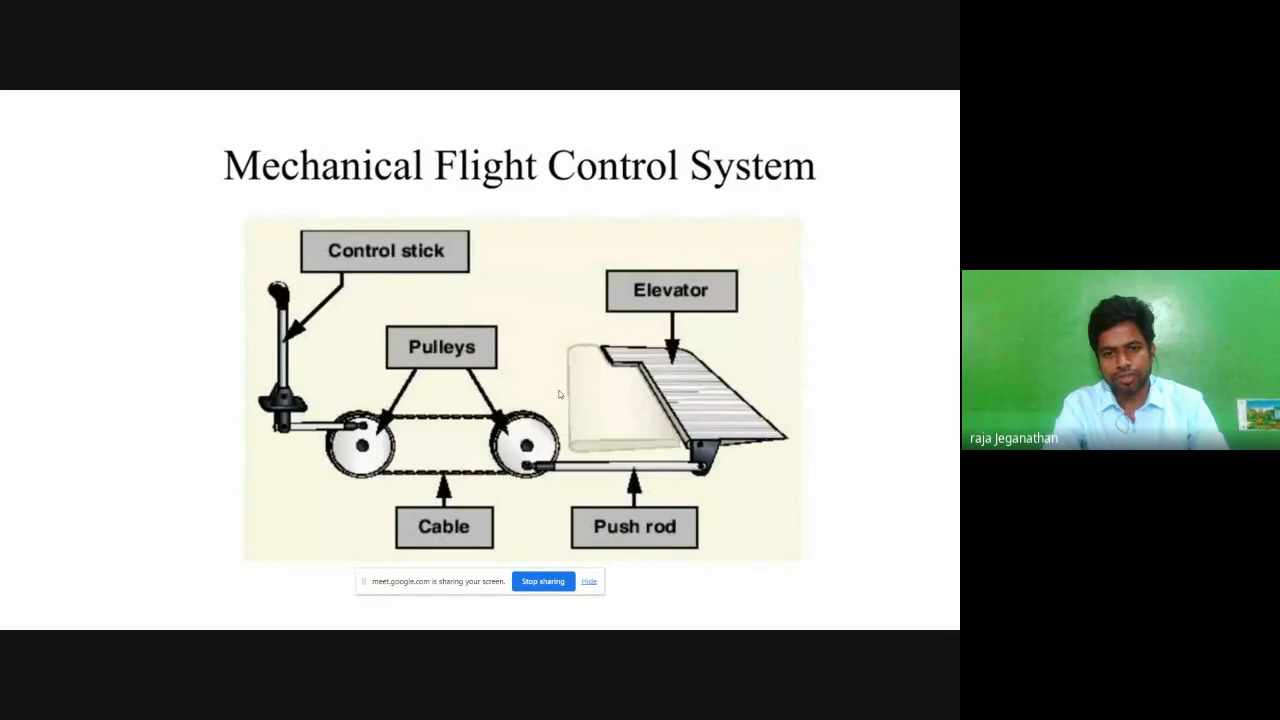 Mechanical Flight Control System
Control stick
Elevator
Pulleys
Cable
Push rod
meet.google.com is sharing your screen.
Stop sharing
Hide
raja Jeganathan